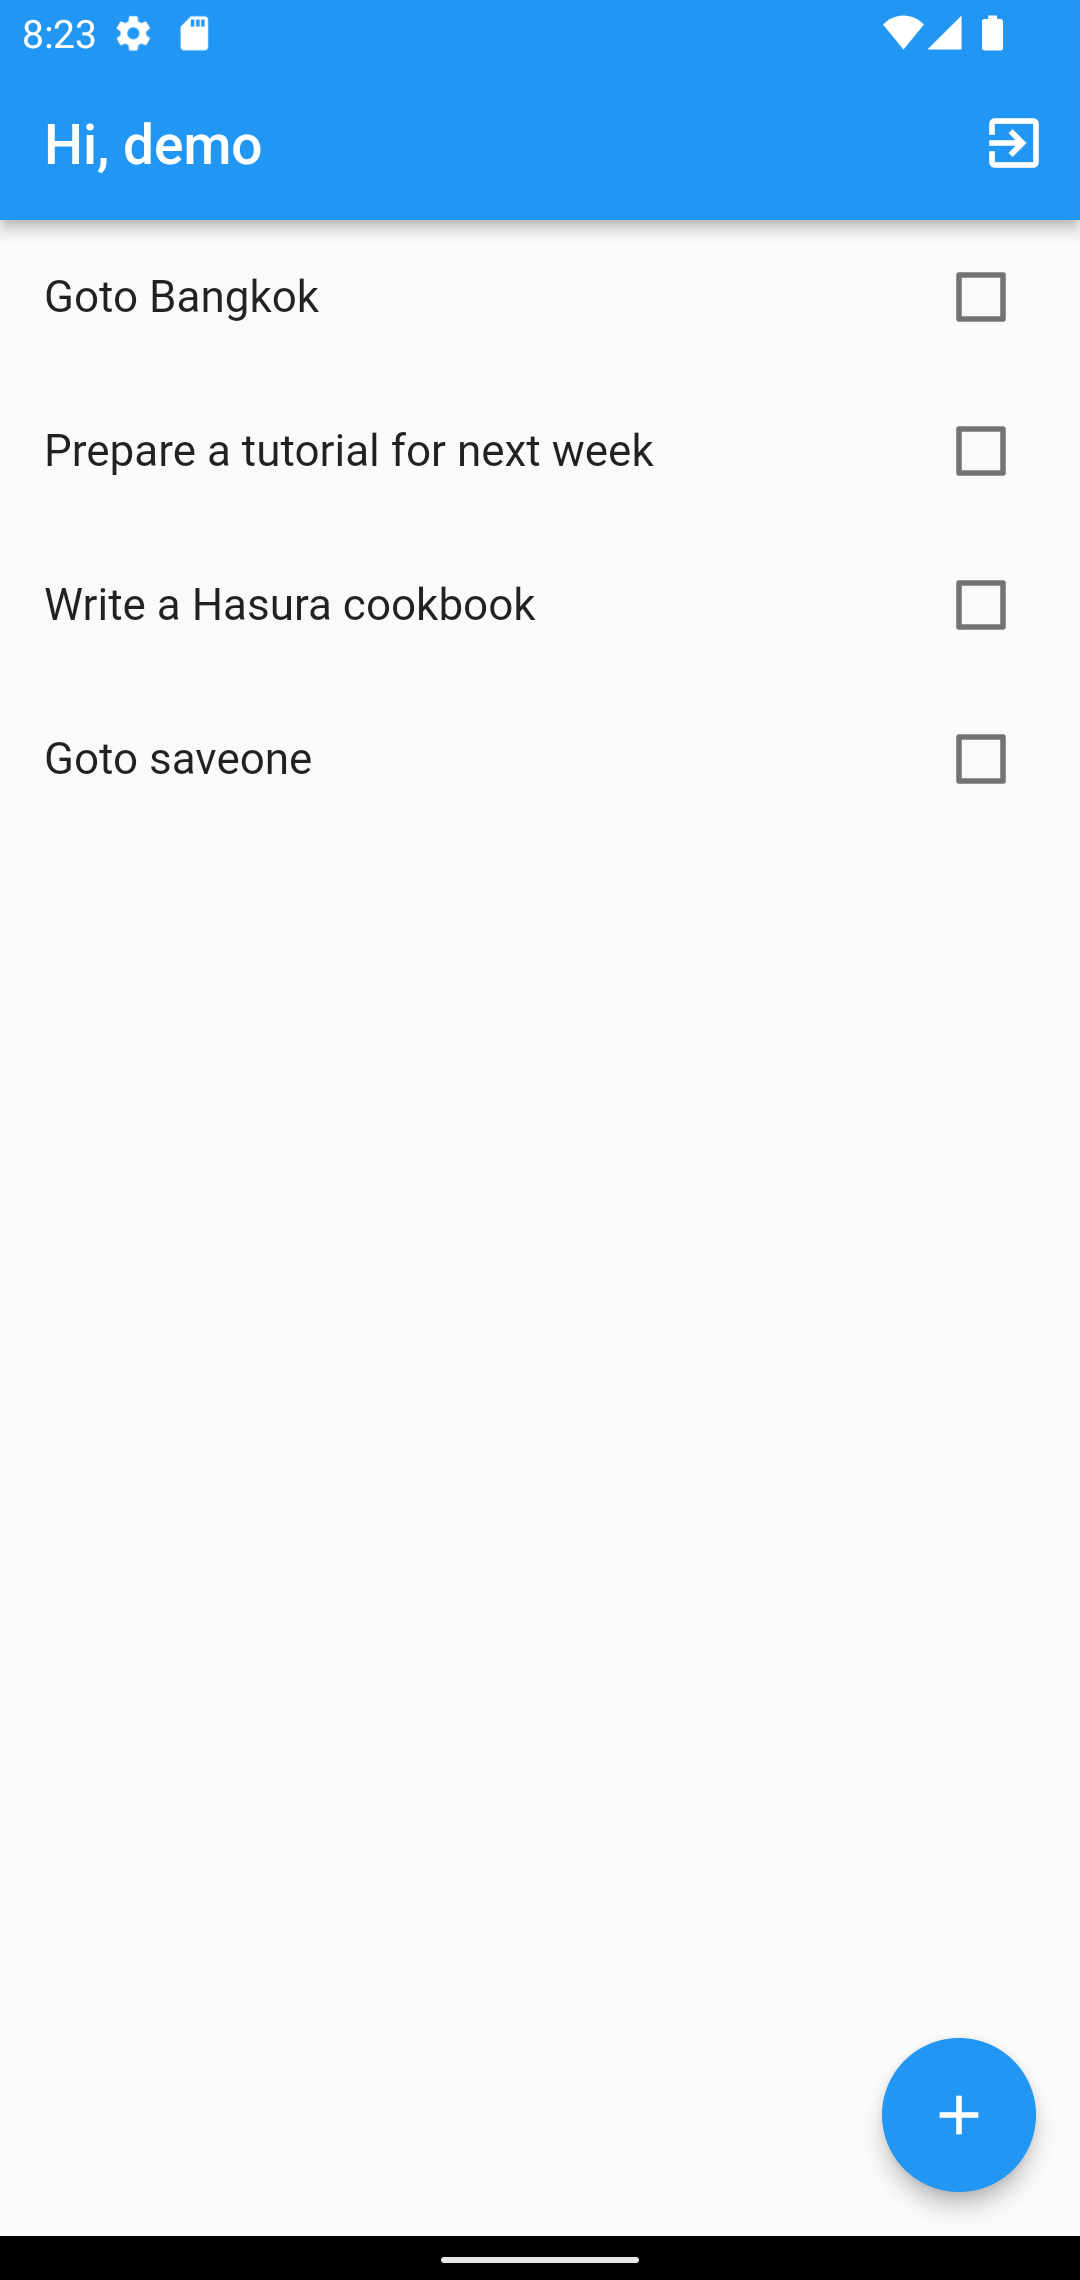 8:23
Hi, demo
Goto Bangkok
Prepare a tutorial for next week
Write a Hasura cookbook
Goto saveone